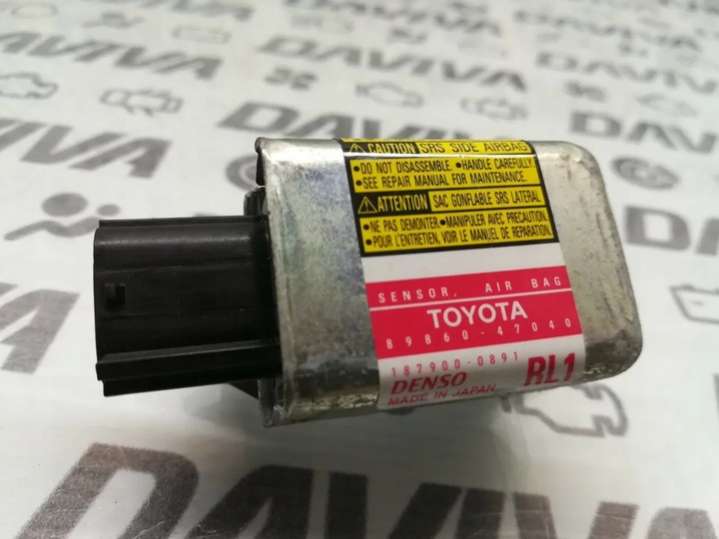 DAVIVA DAVIVA
DAVIVA DAVIVA
CAUTION SRS SIDE AIRBAG
•DO NOT DISASSEMBLE. •HANDLE CAREFULLY.
•SEE REPAIR MANUAL FOR MAINTENANCE.
ATTENTION SAC GONFLABLE SRS LATERAL
•NE PAS DEMONTER. •MANIPULER AVEC PRECAUTION.
•POUR L'ENTRETIEN, VOIR LE MANUEL DE REPARATION.
SENSOR, AIR BAG
TOYOTA
89860-47040
187900-0891
DENSO RL1
MADE IN JAPAN
DAVIVA